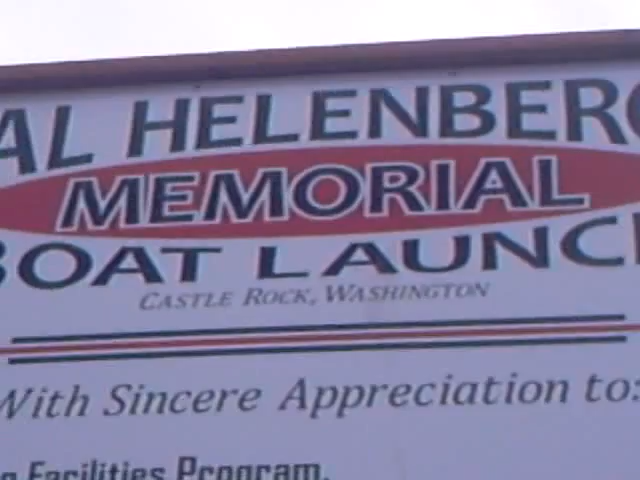 AL HELENBERG
MEMORIAL
BOAT LAUNCH
CASTLE ROCK, WASHINGTON
With Sincere Appreciation to:
Facilities Program.